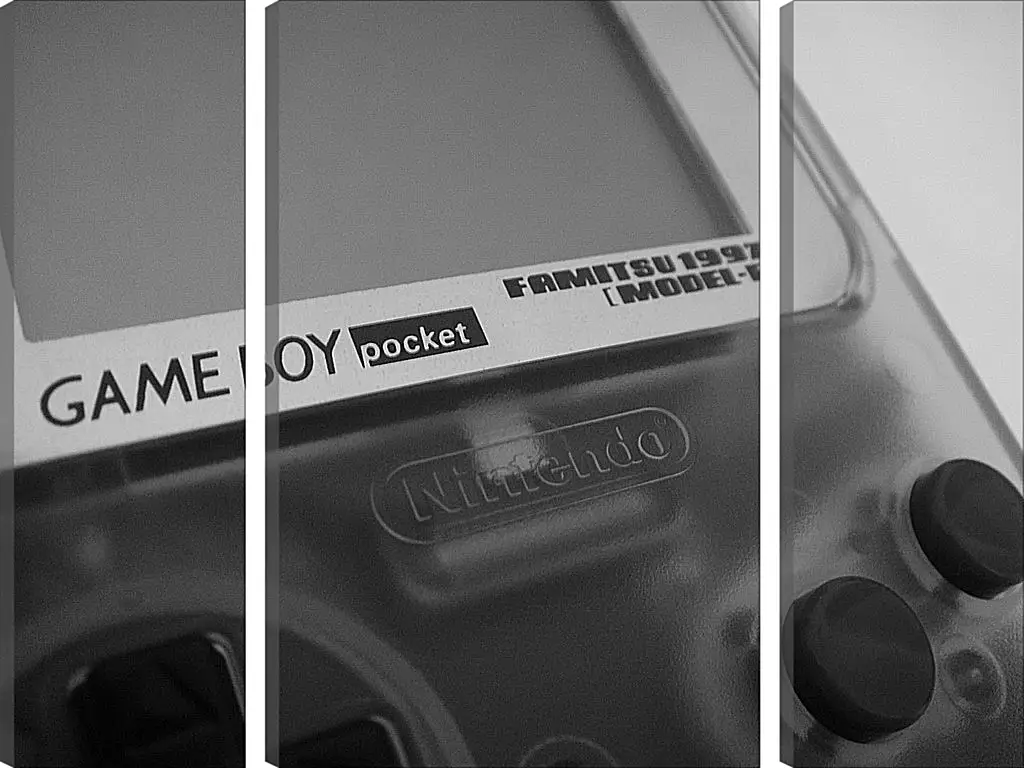 FAMITSU 1997
[MODEL-
GAME BOY pocket
Nintendo®